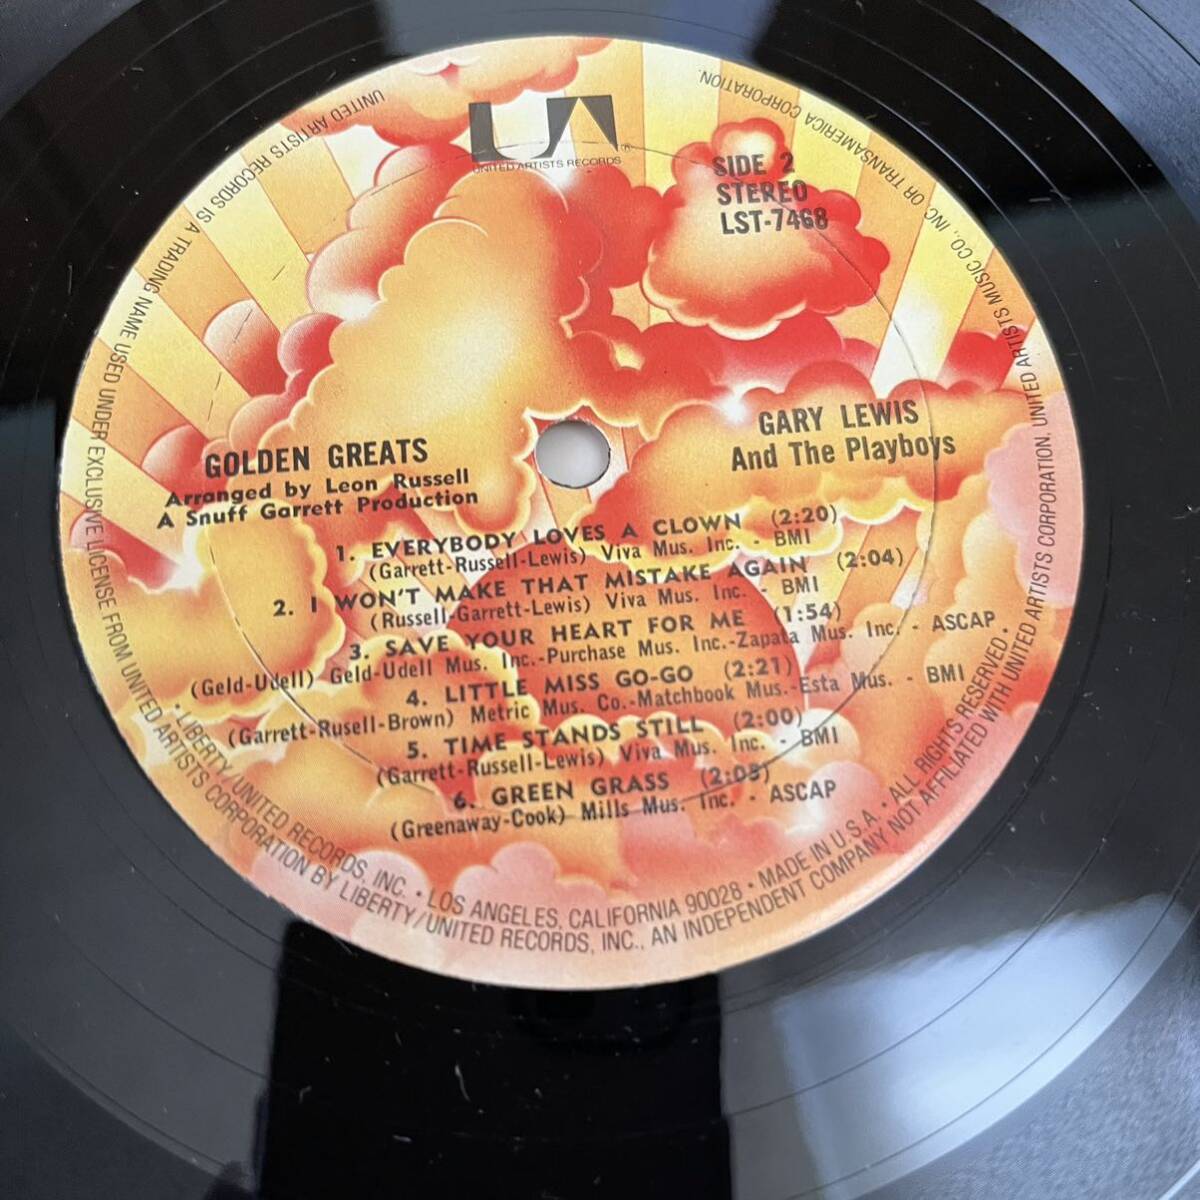 UNITED ARTISTS RECORDS
SIDE 2
STEREO
LST-7468
GOLDEN GREATS
Arranged by Leon Russell
A Snuff Garrett Production
GARY LEWIS
And The Playboys
1. EVERYBODY LOVES A CLOWN (2:20)
(Garrett-Russell-Lewis) Viva Mus. Inc. - BMI
2. I WON'T MAKE THAT MISTAKE AGAIN (2:04)
(Russell-Garrett-Lewis) Viva Mus. Inc. - BMI
3. SAVE YOUR HEART FOR ME (1:54)
(Geld-Udell) Geld-Udell Mus. Inc.-Purchase Mus. Inc.-Zapata Mus. Inc. - ASCAP
4. LITTLE MISS GO-GO (2:21)
(Garrett-Rusell-Brown) Metric Mus. Co.-Matchbook Mus.-Esta Mus. - BMI
5. TIME STANDS STILL (2:00)
(Garrett-Russell-Lewis) Viva Mus. Inc. - BMI
6. GREEN GRASS (2:05)
(Greenaway-Cook) Mills Mus. Inc. - ASCAP
• LIBERTY/UNITED RECORDS, INC. • LOS ANGELES, CALIFORNIA 90028 • MADE IN U.S.A. • ALL RIGHTS RESERVED •
UNITED ARTISTS RECORDS IS A TRADING NAME USED UNDER EXCLUSIVE LICENSE FROM UNITED ARTISTS CORPORATION BY LIBERTY/UNITED RECORDS, INC., AN INDEPENDENT COMPANY NOT AFFILIATED WITH UNITED ARTISTS CORPORATION, UNITED ARTISTS MUSIC CO., INC OR TRANSAMERICA CORPORATION.